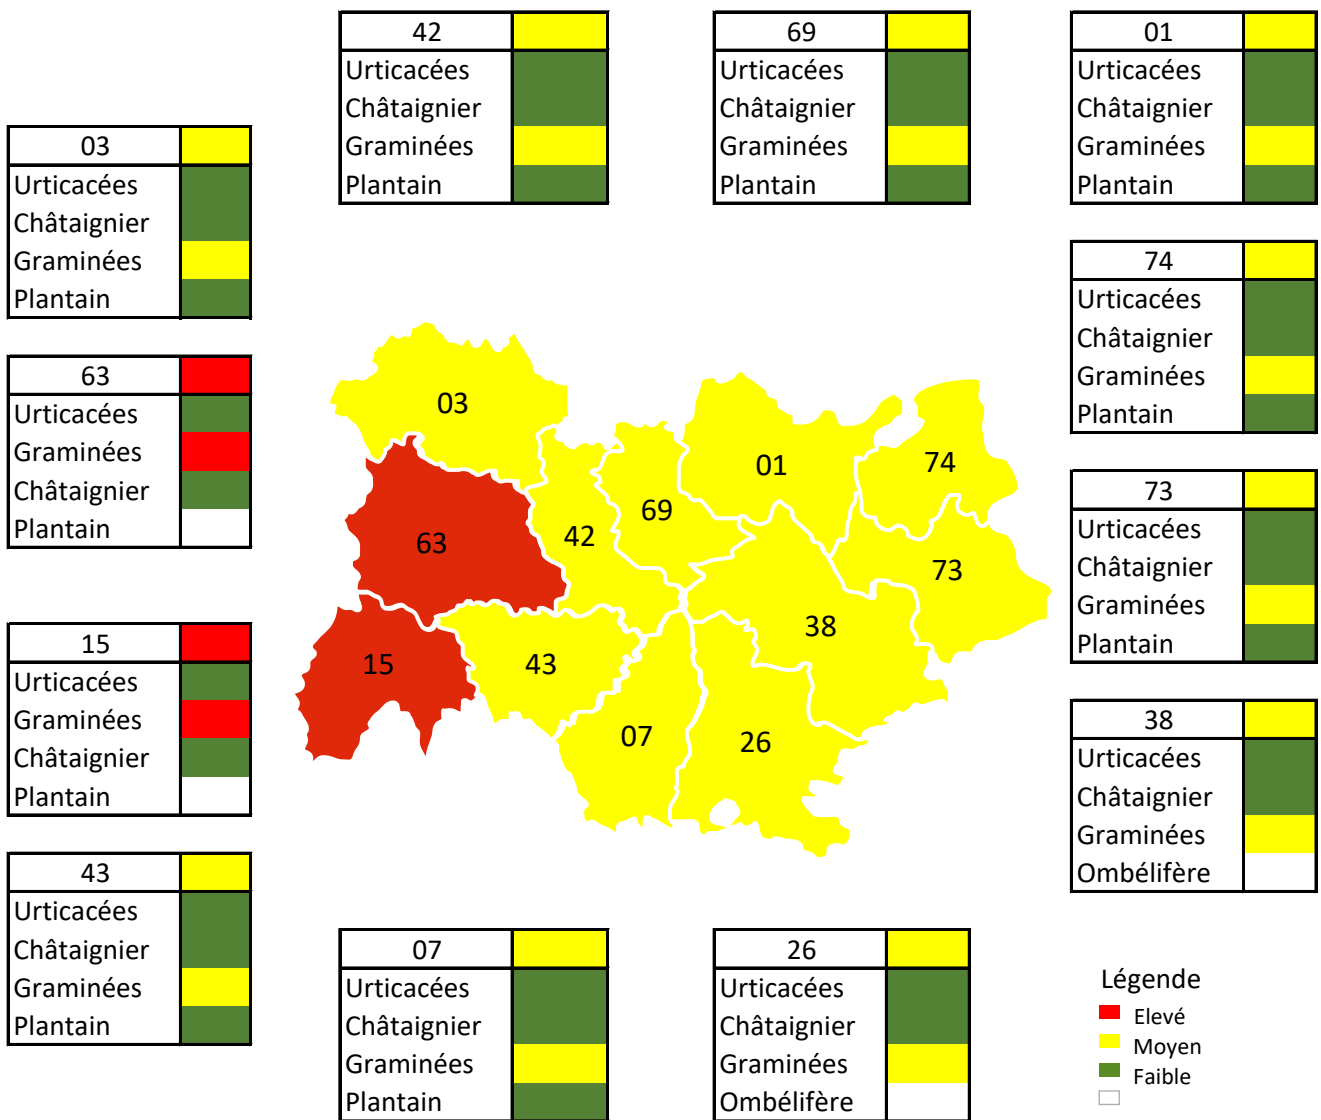 42
Urticacées
Châtaignier
Graminées
Plantain
69
Urticacées
Châtaignier
Graminées
Plantain
01
Urticacées
Châtaignier
Graminées
Plantain
03
Urticacées
Châtaignier
Graminées
Plantain
74
Urticacées
Châtaignier
Graminées
Plantain
63
Urticacées
Graminées
Châtaignier
Plantain
73
Urticacées
Châtaignier
Graminées
Plantain
15
Urticacées
Graminées
Châtaignier
Plantain
38
Urticacées
Châtaignier
Graminées
Ombélifère
43
Urticacées
Châtaignier
Graminées
Plantain
03
01
74
69
42
63
73
38
15
43
07
26
07
Urticacées
Châtaignier
Graminées
Plantain
26
Urticacées
Châtaignier
Graminées
Ombélifère
Légende
Elevé
Moyen
Faible